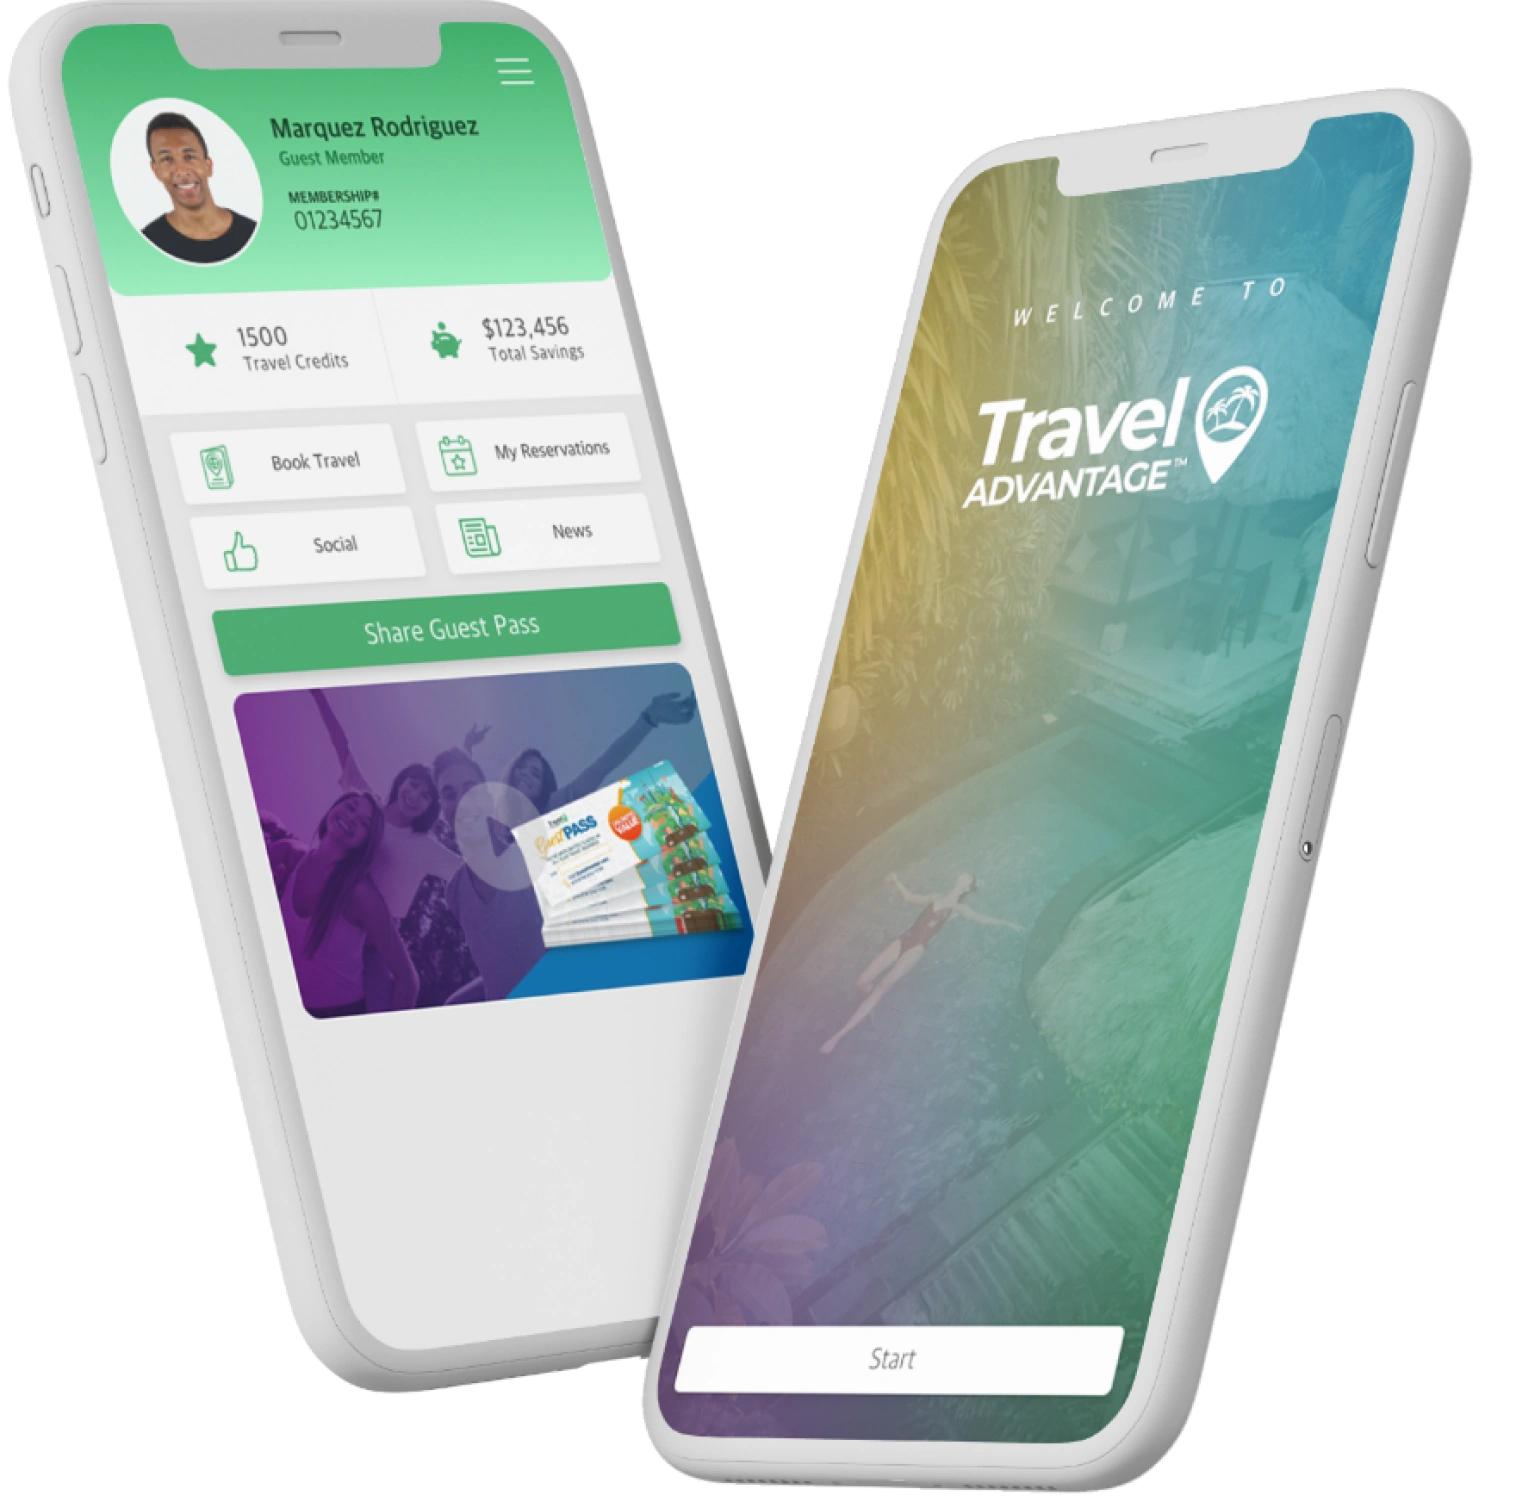 Marquez Rodriguez
Guest Member
MEMBERSHIP#
01234567
1500
Travel Credits
$123,456
Total Savings
Book Travel
My Reservations
Social
News
Share Guest Pass
Guest PASS
VALUE
WELCOME TO
Travel
ADVANTAGE™
Start